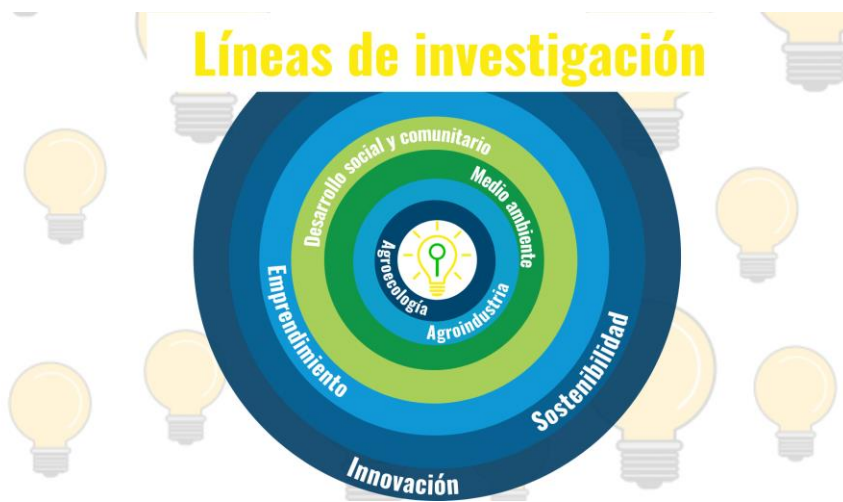 Líneas de investigación
Desarrollo social y comunitario
Medio ambiente
Agroecología
Agroindustria
Emprendimiento
Sostenibilidad
Innovación